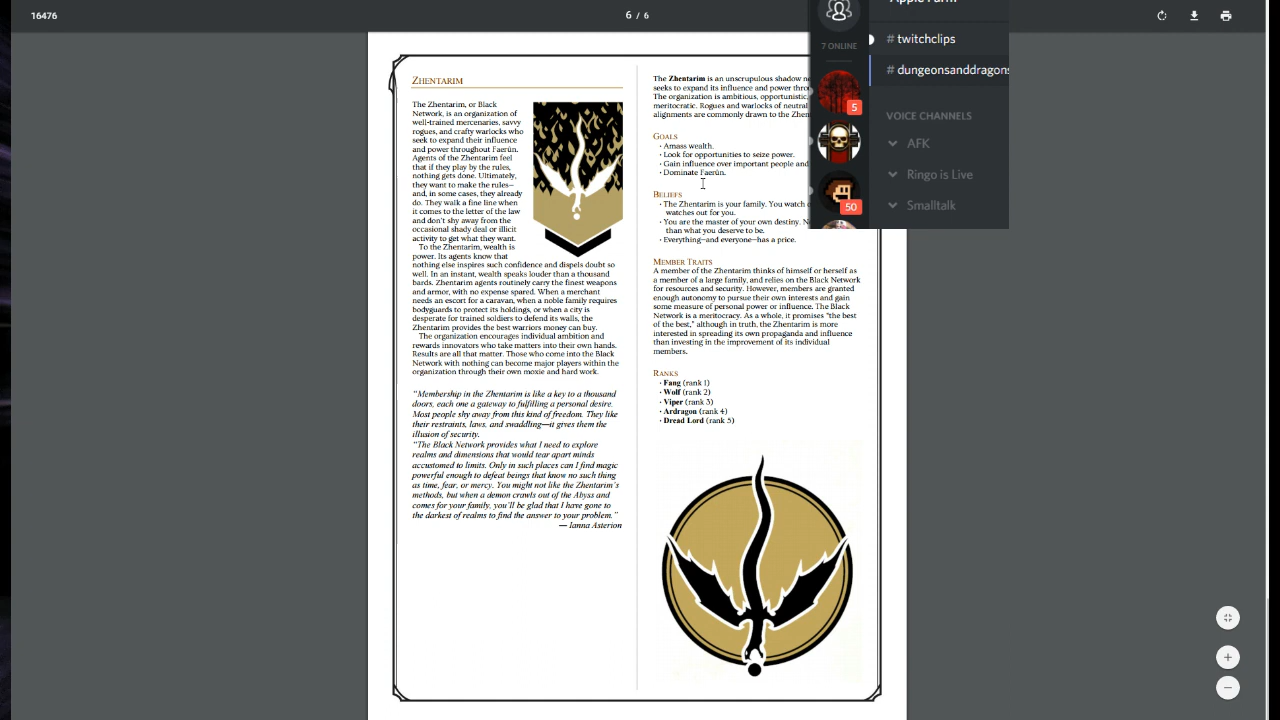 16476
6 / 6
ZHENTARIM
The Zhentarim, or Black
Network, is an organization of
well-trained mercenaries, savvy
rogues, and crafty warlocks who
seek to expand their influence
and power throughout Faerûn.
Agents of the Zhentarim feel
that if they play by the rules,
nothing gets done. Ultimately,
they want to make the rules—
and, in some cases, they already
do. They walk a fine line when
it comes to the letter of the law
and don't shy away from the
occasional shady deal or illicit
activity to get what they want.
To the Zhentarim, wealth is
power. Its agents know that
nothing else inspires such confidence and dispels doubt so
well. In an instant, wealth speaks louder than a thousand
bards. Zhentarim agents routinely carry the finest weapons
and armor, with no expense spared. When a merchant
needs an escort for a caravan, when a noble family requires
bodyguards to protect its holdings, or when a city is
desperate for trained soldiers to defend its walls, the
Zhentarim provides the best warriors money can buy.
The organization encourages individual ambition and
rewards innovators who take matters into their own hands.
Results are all that matter. Those who come into the Black
Network with nothing can become major players within the
organization through their own moxie and hard work.
"Membership in the Zhentarim is like a key to a thousand
doors, each one a gateway to fulfilling a personal desire.
Most people shy away from this kind of freedom. They like
their restraints, laws, and swaddling—it gives them the
illusion of security.
"The Black Network provides what I need to explore
realms and dimensions that would tear apart minds
accustomed to limits. Only in such places can I find magic
powerful enough to defeat beings that know no such thing
as time, fear, or mercy. You might not like the Zhentarim's
methods, but when a demon crawls out of the Abyss and
comes for your family, you'll be glad that I have gone to
the darkest of realms to find the answer to your problem."
— Ianna Asterion
The Zhentarim is an unscrupulous shadow
seeks to expand its influence and power
The organization is ambitious, opportunistic,
meritocratic. Rogues and warlocks of neutral
alignments are commonly drawn to the
GOALS
· Amass wealth.
· Look for opportunities to seize power.
· Gain influence over important people and
· Dominate Faerûn.
BELIEFS
· The Zhentarim is your family. You watch
watches out for you.
· You are the master of your own destiny.
than what you deserve to be.
· Everything—and everyone—has a price.
MEMBER TRAITS
A member of the Zhentarim thinks of himself or herself as
a member of a large family, and relies on the Black Network
for resources and security. However, members are granted
enough autonomy to pursue their own interests and gain
some measure of personal power or influence. The Black
Network is a meritocracy. As a whole, it promises "the best
of the best," although in truth, the Zhentarim is more
interested in spreading its own propaganda and influence
than investing in the improvement of its individual
members.
RANKS
· Fang (rank 1)
· Wolf (rank 2)
· Viper (rank 3)
· Ardragon (rank 4)
· Dread Lord (rank 5)
7 ONLINE
5
50
# twitchclips
# dungeonsanddragons
VOICE CHANNELS
AFK
Ringo is Live
Smalltalk